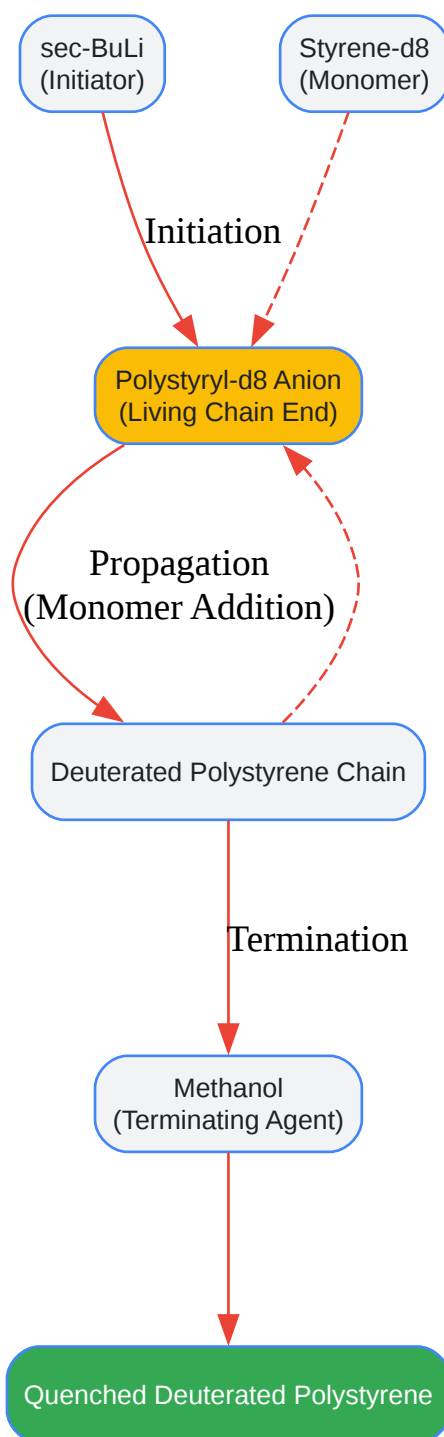 sec-BuLi
(Initiator)
Styrene-d8
(Monomer)
Initiation
Polystyryl-d8 Anion
(Living Chain End)
Propagation
(Monomer Addition)
Deuterated Polystyrene Chain
Termination
Methanol
(Terminating Agent)
Quenched Deuterated Polystyrene